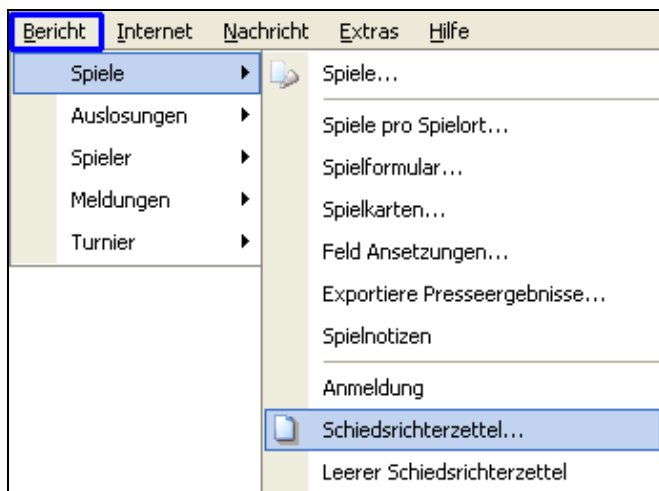 Bericht Internet Nachricht Extras Hilfe
Spiele
Auslosungen
Spieler
Meldungen
Turnier
Spiele...
Spiele pro Spielort...
Spielformular...
Spielkarten...
Feld Ansetzungen...
Exportiere Presseergebnisse...
Spielnotizen
Anmeldung
Schiedsrichterzettel...
Leerer Schiedsrichterzettel